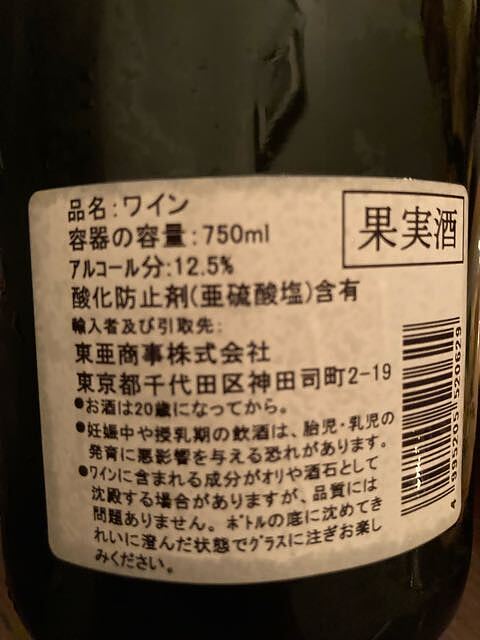 品名:ワイン
果実酒
容器の容量:750ml
アルコール分:12.5%
酸化防止剤(亜硫酸塩)含有
輸入者及び引取先:
東亜商事株式会社
東京都千代田区神田司町2-19
●お酒は20歳になってから。
●妊娠中や授乳期の飲酒は、胎児・乳児の
発育に悪影響を与える恐れがあります。
●ワインに含まれる成分がオリや酒石として
沈殿する場合がありますが、品質には
問題ありません。ボトルの底に沈めてき
れいに澄んだ状態でグラスに注ぎお楽し
みください。
4 995205 520629